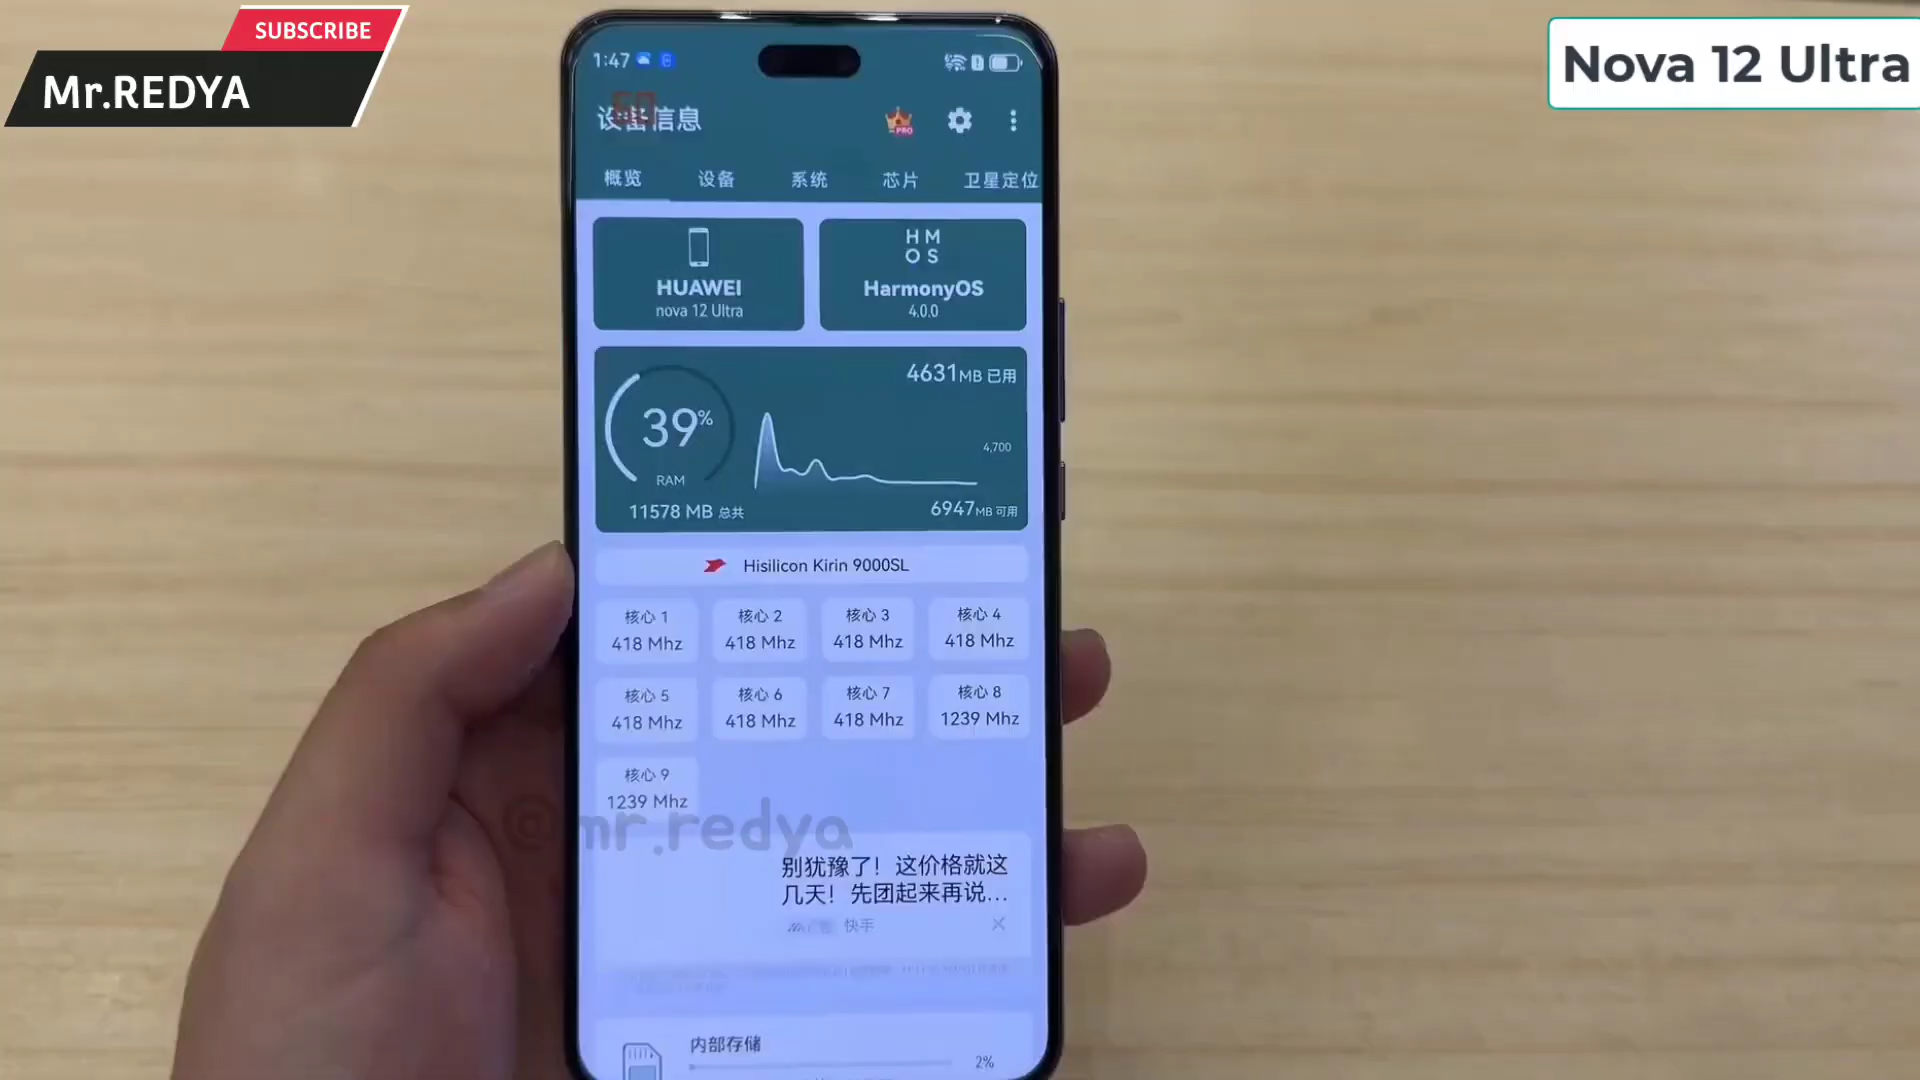 SUBSCRIBE
Mr.REDYA
Nova 12 Ultra
1:47
60
设备信息
PRO
概览 设备 系统 芯片 卫星定位
HUAWEI
nova 12 Ultra
H M
O S
HarmonyOS
4.0.0
4631MB 已用
39%
RAM
4,700
11578 MB 总共
6947MB 可用
Hisilicon Kirin 9000SL
核心 1
418 Mhz
核心 2
418 Mhz
核心 3
418 Mhz
核心 4
418 Mhz
核心 5
418 Mhz
核心 6
418 Mhz
核心 7
418 Mhz
核心 8
1239 Mhz
核心 9
1239 Mhz
@mr.redya
别犹豫了！这价格就这
几天！先团起来再说...
快手
内部存储
2%